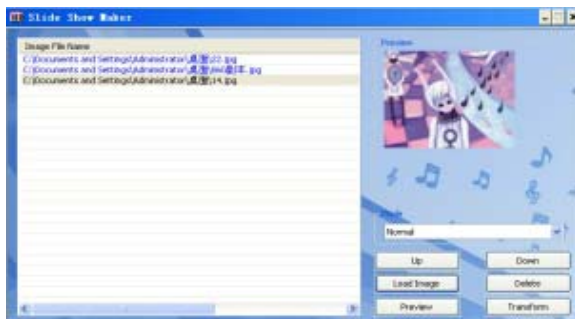 Slide Show Maker
Image File Name
C:\Documents and Settings\Administrator\桌面\22.jpg
C:\Documents and Settings\Administrator\桌面\
C:\Documents and Settings\Administrator\桌面\14.jpg
Preview
Style
Normal
Up
Down
Load Image
Delete
Preview
Transform